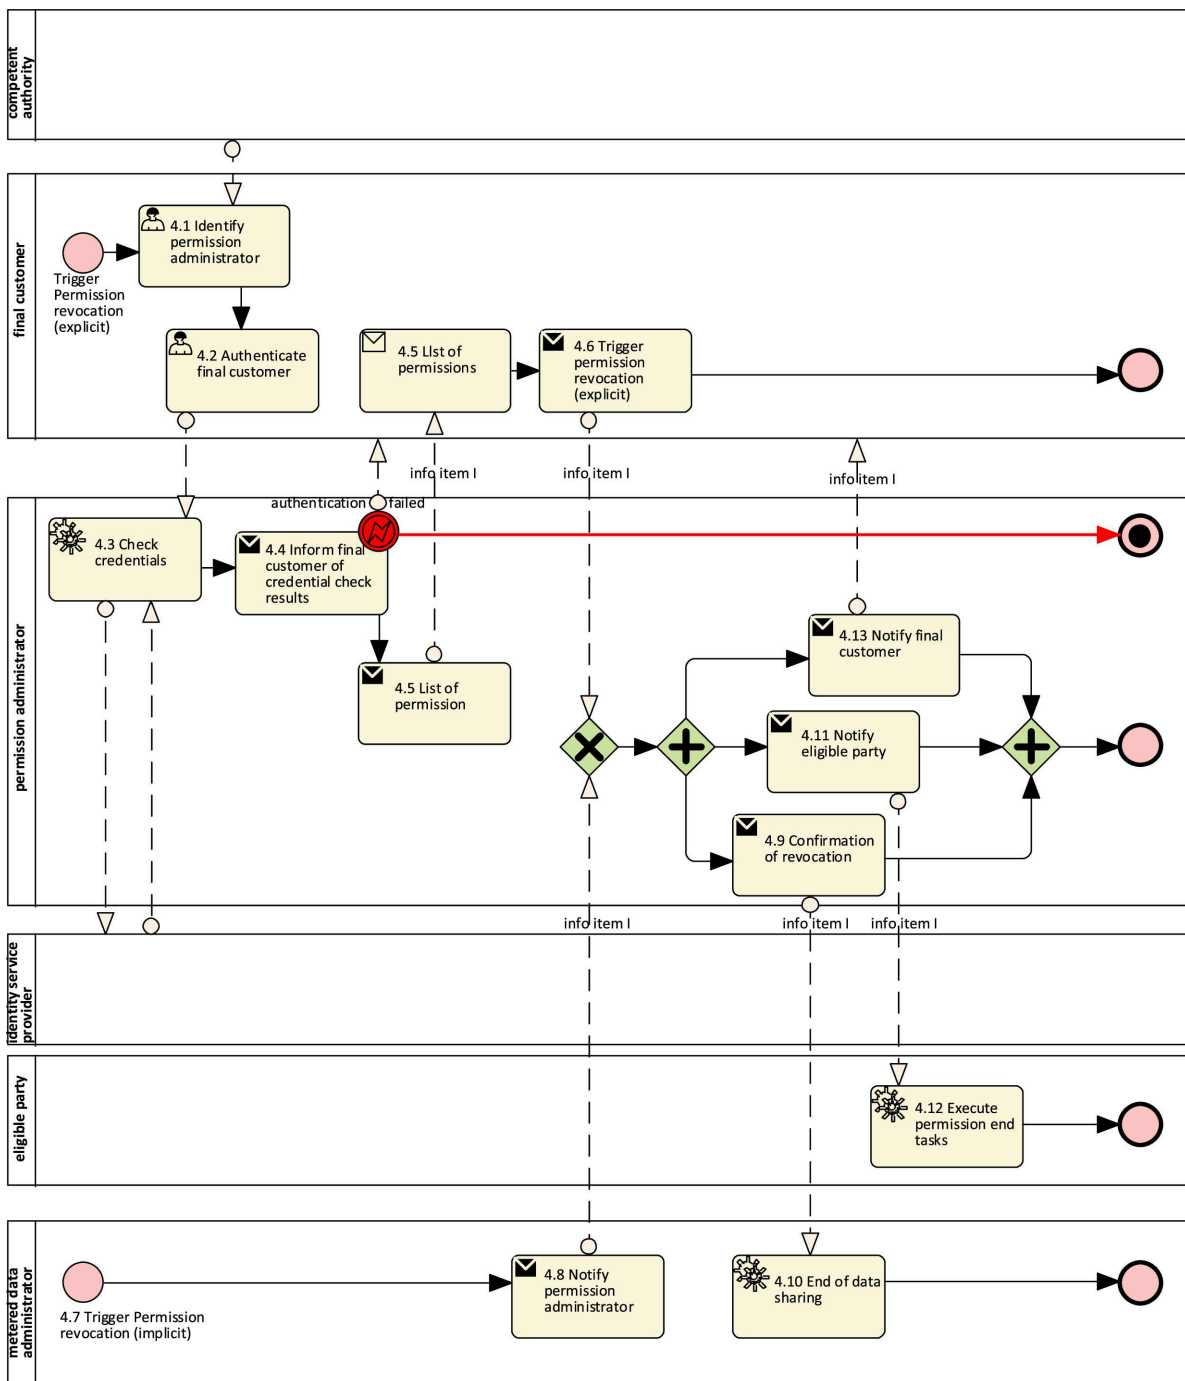 competent
authority
final customer
4.1 Identify
permission
administrator
Trigger
Permission
revocation
(explicit)
4.2 Authenticate
final customer
4.5 LIst of
permissions
4.6 Trigger
permission
revocation
(explicit)
info item I
info item I
info item I
permission administrator
authentication failed
4.3 Check
credentials
4.4 Inform final
customer of
credential check
results
4.5 List of
permission
4.13 Notify final
customer
4.11 Notify
eligible party
4.9 Confirmation
of revocation
info item I
info item I
info item I
identity service
provider
eligible party
4.12 Execute
permission end
tasks
metered data
administrator
4.7 Trigger Permission
revocation (implicit)
4.8 Notify
permission
administrator
4.10 End of data
sharing